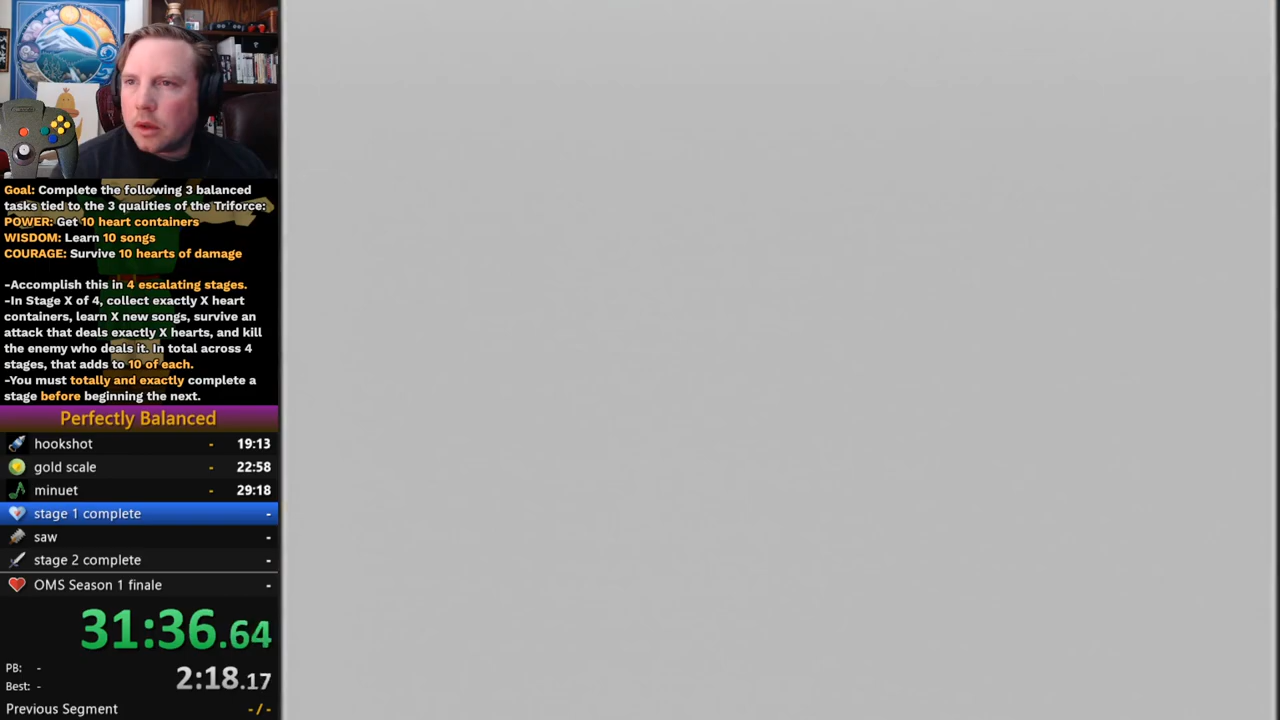 Goal: Complete the following 3 balanced
tasks tied to the 3 qualities of the Triforce:
POWER: Get 10 heart containers
WISDOM: Learn 10 songs
COURAGE: Survive 10 hearts of damage
-Accomplish this in 4 escalating stages.
-In Stage X of 4, collect exactly X heart
containers, learn X new songs, survive an
attack that deals exactly X hearts, and kill
the enemy who deals it. In total across 4
stages, that adds to 10 of each.
-You must totally and exactly complete a
stage before beginning the next.
Perfectly Balanced
hookshot - 19:13
gold scale - 22:58
minuet - 29:18
stage 1 complete -
saw -
stage 2 complete -
OMS Season 1 finale -
31:36.64
PB: -
2:18.17
Best: -
Previous Segment - / -